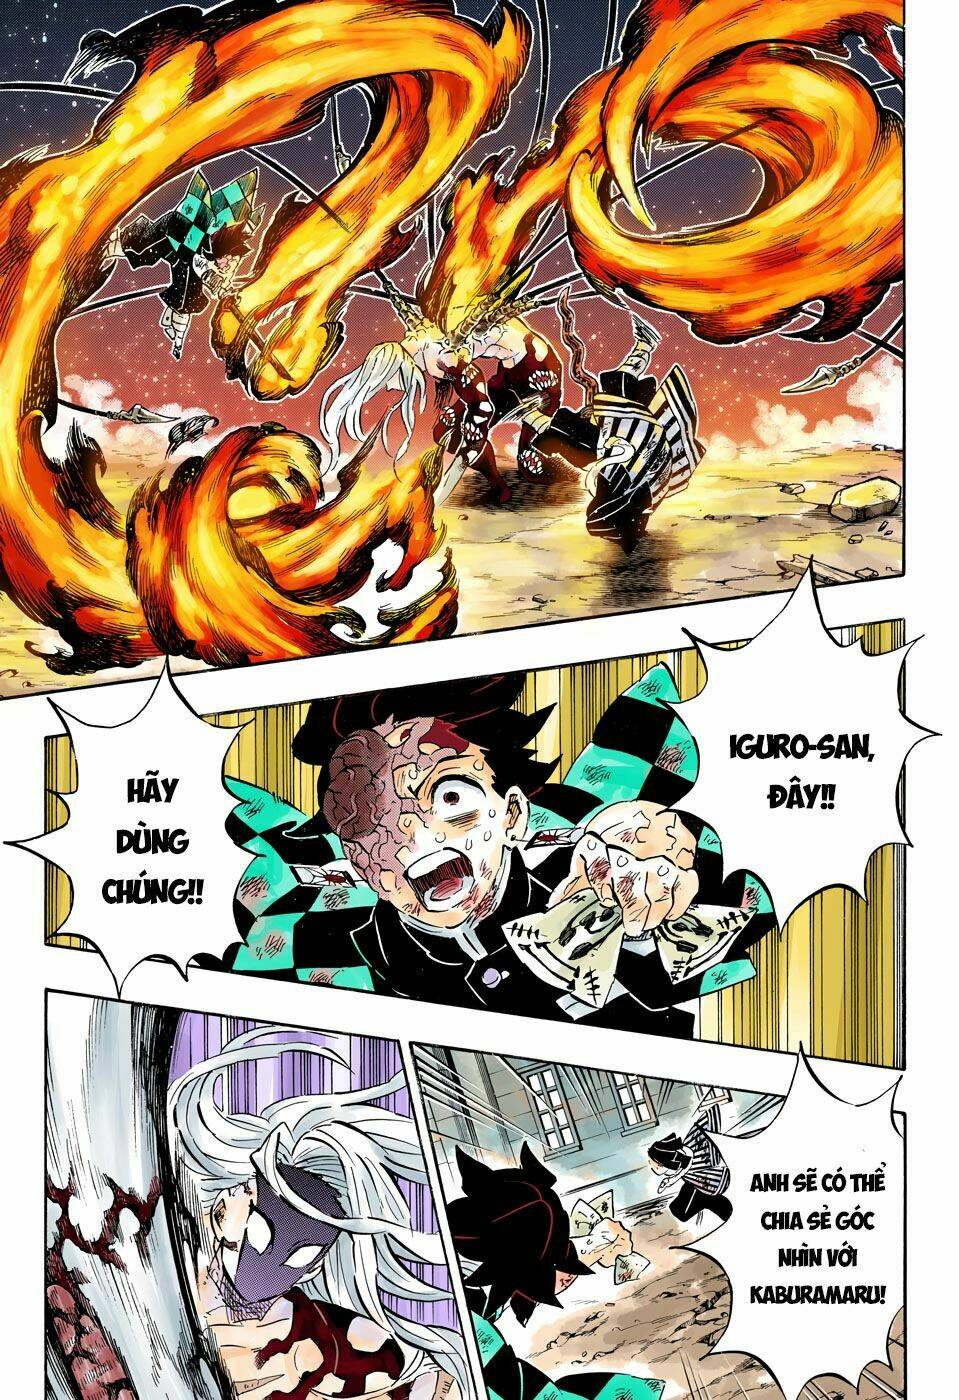 IGURO-SAN,
ĐÂY!!
HÃY
DÙNG
CHÚNG!!
ANH SẼ CÓ THỂ
CHIA SẺ GÓC
NHÌN VỚI
KABURAMARU!